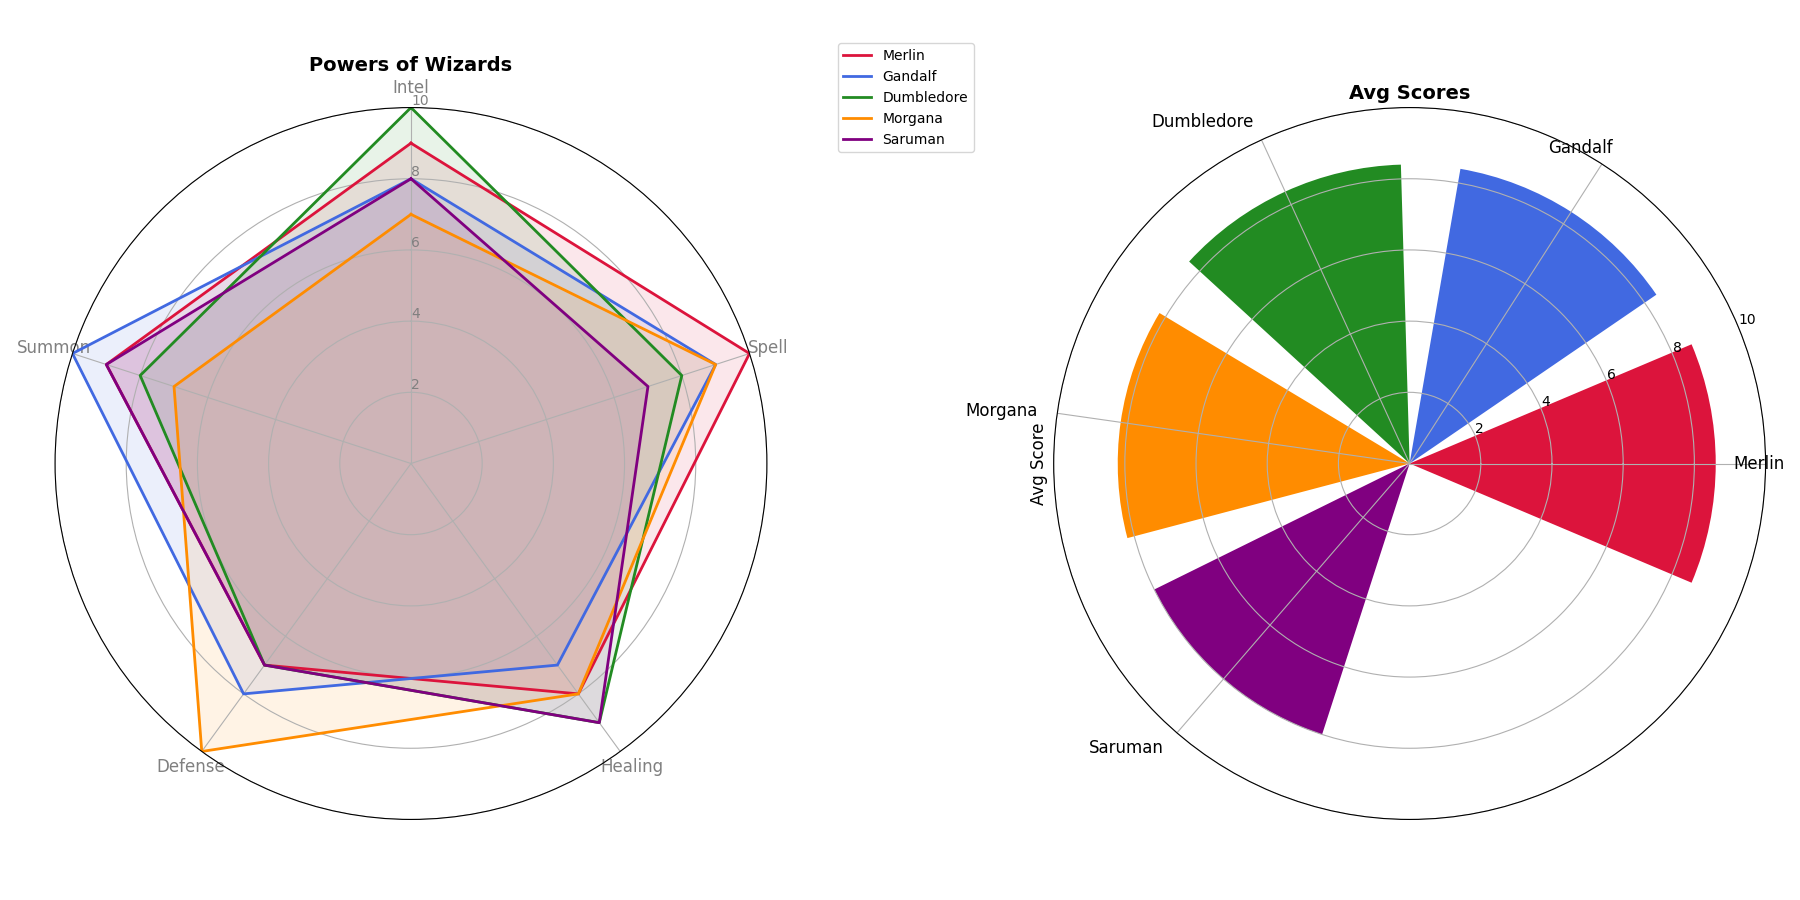 Powers of Wizards
Intel
10
8
6
4
2
Summon
Spell
Defense
Healing
Merlin
Gandalf
Dumbledore
Morgana
Saruman
Avg Scores
Dumbledore
Gandalf
10
8
6
4
2
Merlin
Morgana
Avg Score
Saruman